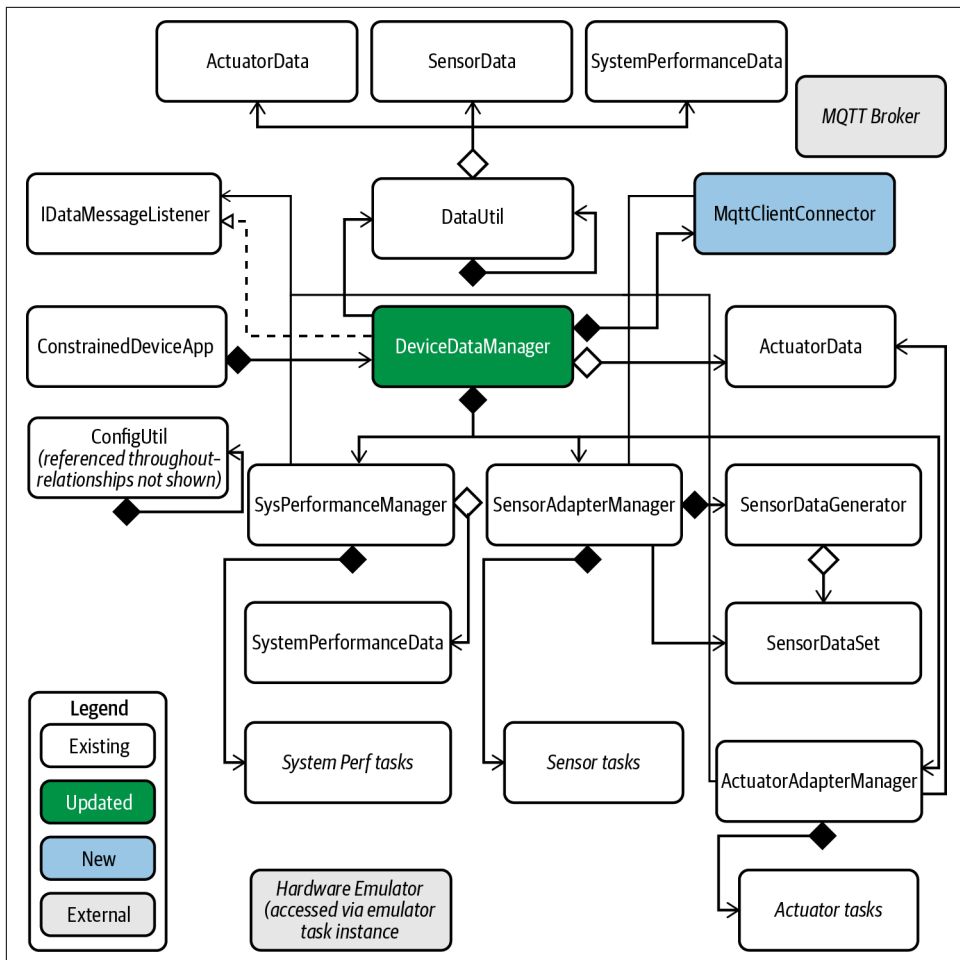 ActuatorData
SensorData
SystemPerformanceData
MQTT Broker
IDataMessageListener
DataUtil
MqttClientConnector
ConstrainedDeviceApp
DeviceDataManager
ActuatorData
ConfigUtil
(referenced throughout–
relationships not shown)
SysPerformanceManager
SensorAdapterManager
SensorDataGenerator
SystemPerformanceData
SensorDataSet
Legend
Existing
Updated
New
External
System Perf tasks
Sensor tasks
ActuatorAdapterManager
Hardware Emulator
(accessed via emulator
task instance
Actuator tasks